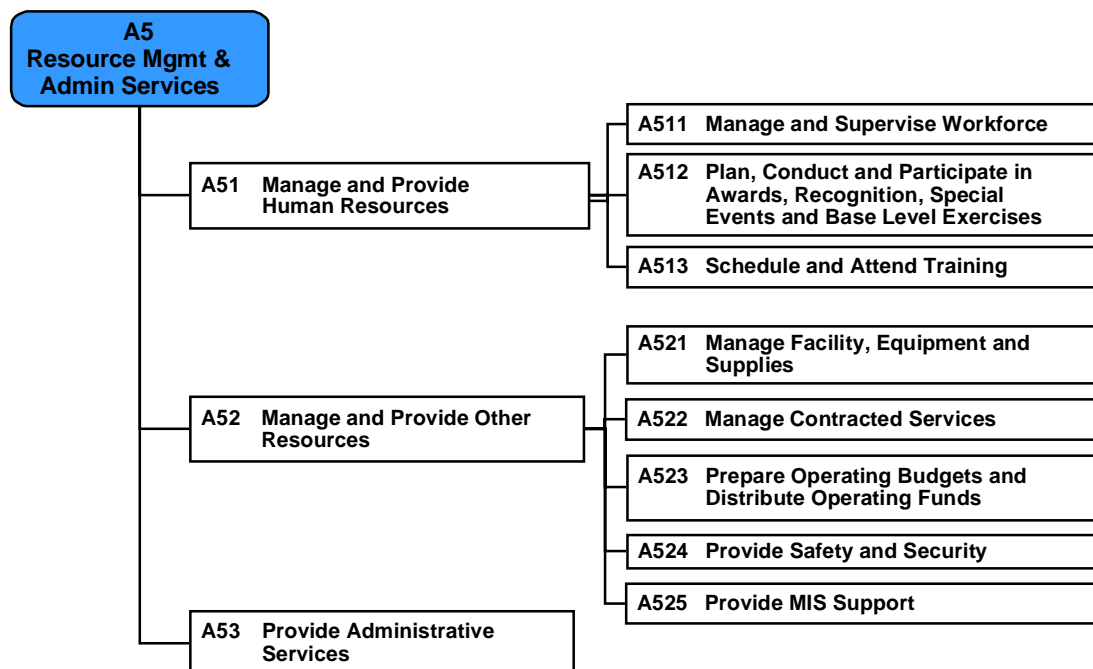 A5
Resource Mgmt &
Admin Services
A51 Manage and Provide
Human Resources
A511 Manage and Supervise Workforce
A512 Plan, Conduct and Participate in
Awards, Recognition, Special
Events and Base Level Exercises
A513 Schedule and Attend Training
A52 Manage and Provide Other
Resources
A521 Manage Facility, Equipment and
Supplies
A522 Manage Contracted Services
A523 Prepare Operating Budgets and
Distribute Operating Funds
A524 Provide Safety and Security
A525 Provide MIS Support
A53 Provide Administrative
Services